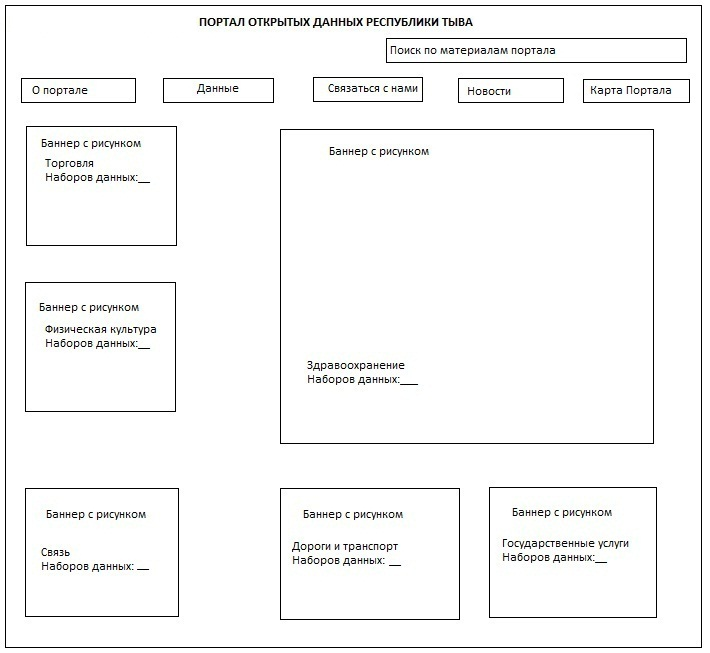 ПОРТАЛ ОТКРЫТЫХ ДАННЫХ РЕСПУБЛИКИ ТЫВА
Поиск по материалам портала
О портале
Данные
Связаться с нами
Новости
Карта Портала
Баннер с рисунком
Торговля
Наборов данных:__
Баннер с рисунком
Здравоохранение
Наборов данных:___
Баннер с рисунком
Физическая культура
Наборов данных:__
Баннер с рисунком
Связь
Наборов данных: __
Баннер с рисунком
Дороги и транспорт
Наборов данных: __
Баннер с рисунком
Государственные услуги
Наборов данных:__